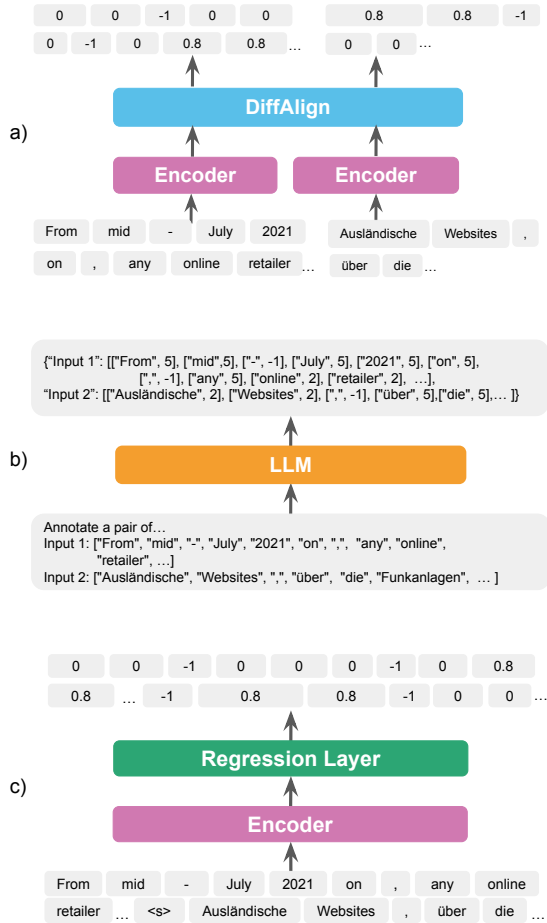 0 0 -1 0 0 0.8 0.8 -1
0 -1 0 0.8 0.8 ... 0 0 ...
DiffAlign
a)
Encoder Encoder
From mid - July 2021 Ausländische Websites ,
on , any online retailer ... über die ...
{“Input 1”: [["From", 5], ["mid",5], ["-", -1], ["July", 5], ["2021", 5], ["on", 5],
[",", -1], ["any", 5], ["online", 2], ["retailer", 2], ...],
“Input 2”: [["Ausländische", 2], ["Websites", 2], [",", -1], ["über", 5],["die", 5],... ]}
b)
LLM
Annotate a pair of...
Input 1: ["From", "mid", "-", "July", "2021", "on", ",", "any", "online",
"retailer", ...]
Input 2: ["Ausländische", "Websites", ",", "über", "die", "Funkanlagen", ... ]
0 0 -1 0 0 0 -1 0 0.8
0.8 ... -1 0.8 0.8 -1 0 0 ...
Regression Layer
c)
Encoder
From mid - July 2021 on , any online
retailer ... <s> Ausländische Websites , über die ...